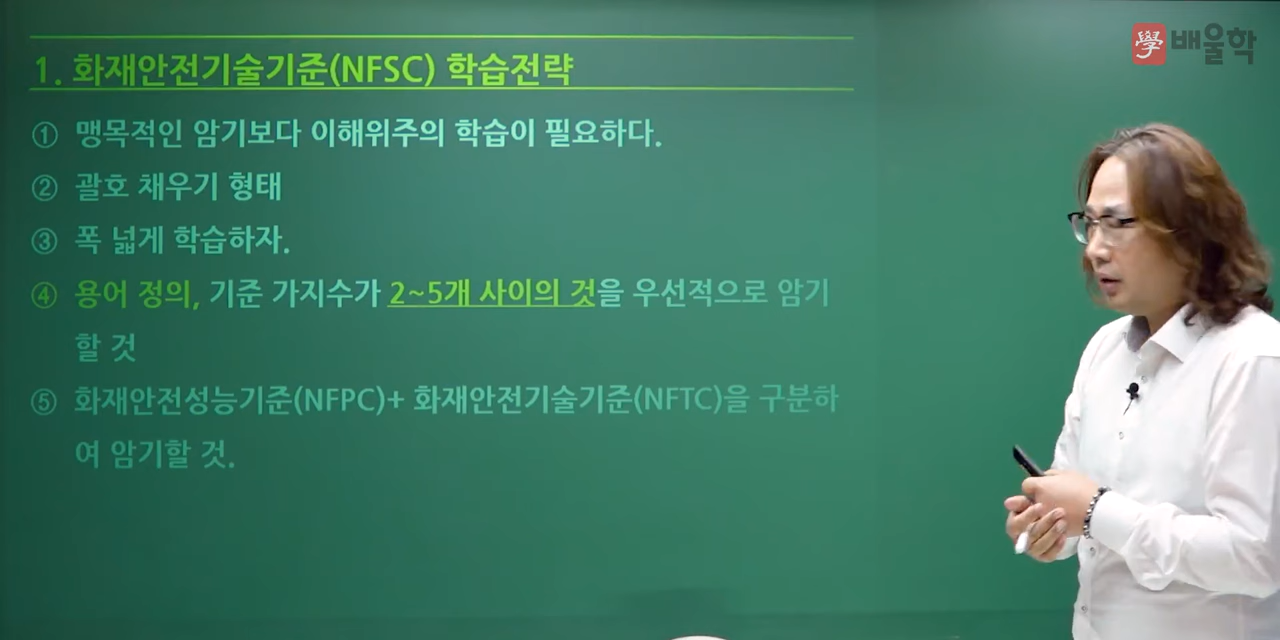 學 배울학
1. 화재안전기술기준(NFSC) 학습전략
① 맹목적인 암기보다 이해위주의 학습이 필요하다.
② 괄호 채우기 형태
③ 폭 넓게 학습하자.
④ 용어 정의, 기준 가지수가 2~5개 사이의 것을 우선적으로 암기
할 것
⑤ 화재안전성능기준(NFPC)+ 화재안전기술기준(NFTC)을 구분하
여 암기할 것.